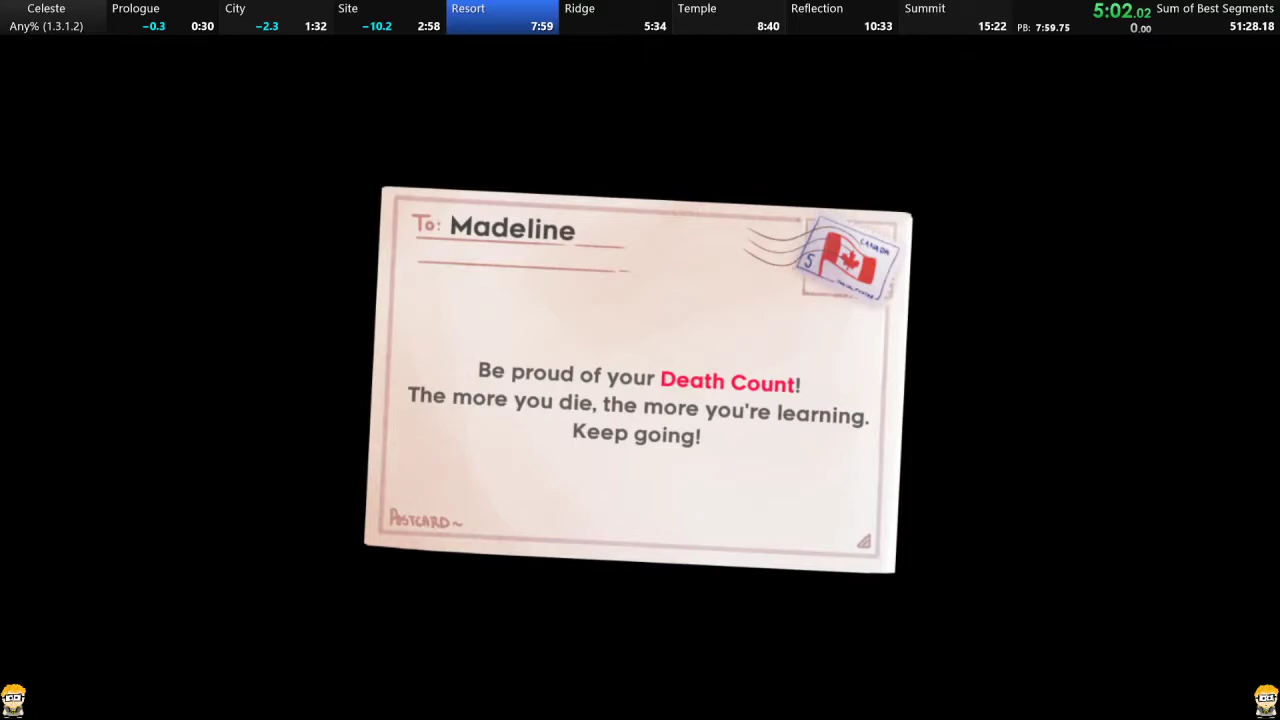 Celeste
Any% (1.3.1.2)
Prologue
−0.3 0:30
City
−2.3 1:32
Site
−10.2 2:58
Resort
7:59
Ridge
5:34
Temple
8:40
Reflection
10:33
Summit
15:22
5:02.02
PB: 7:59.75 0.00
Sum of Best Segments
51:28.18
To: Madeline
CANADA
5
Be proud of your Death Count!
The more you die, the more you're learning.
Keep going!
POSTCARD~